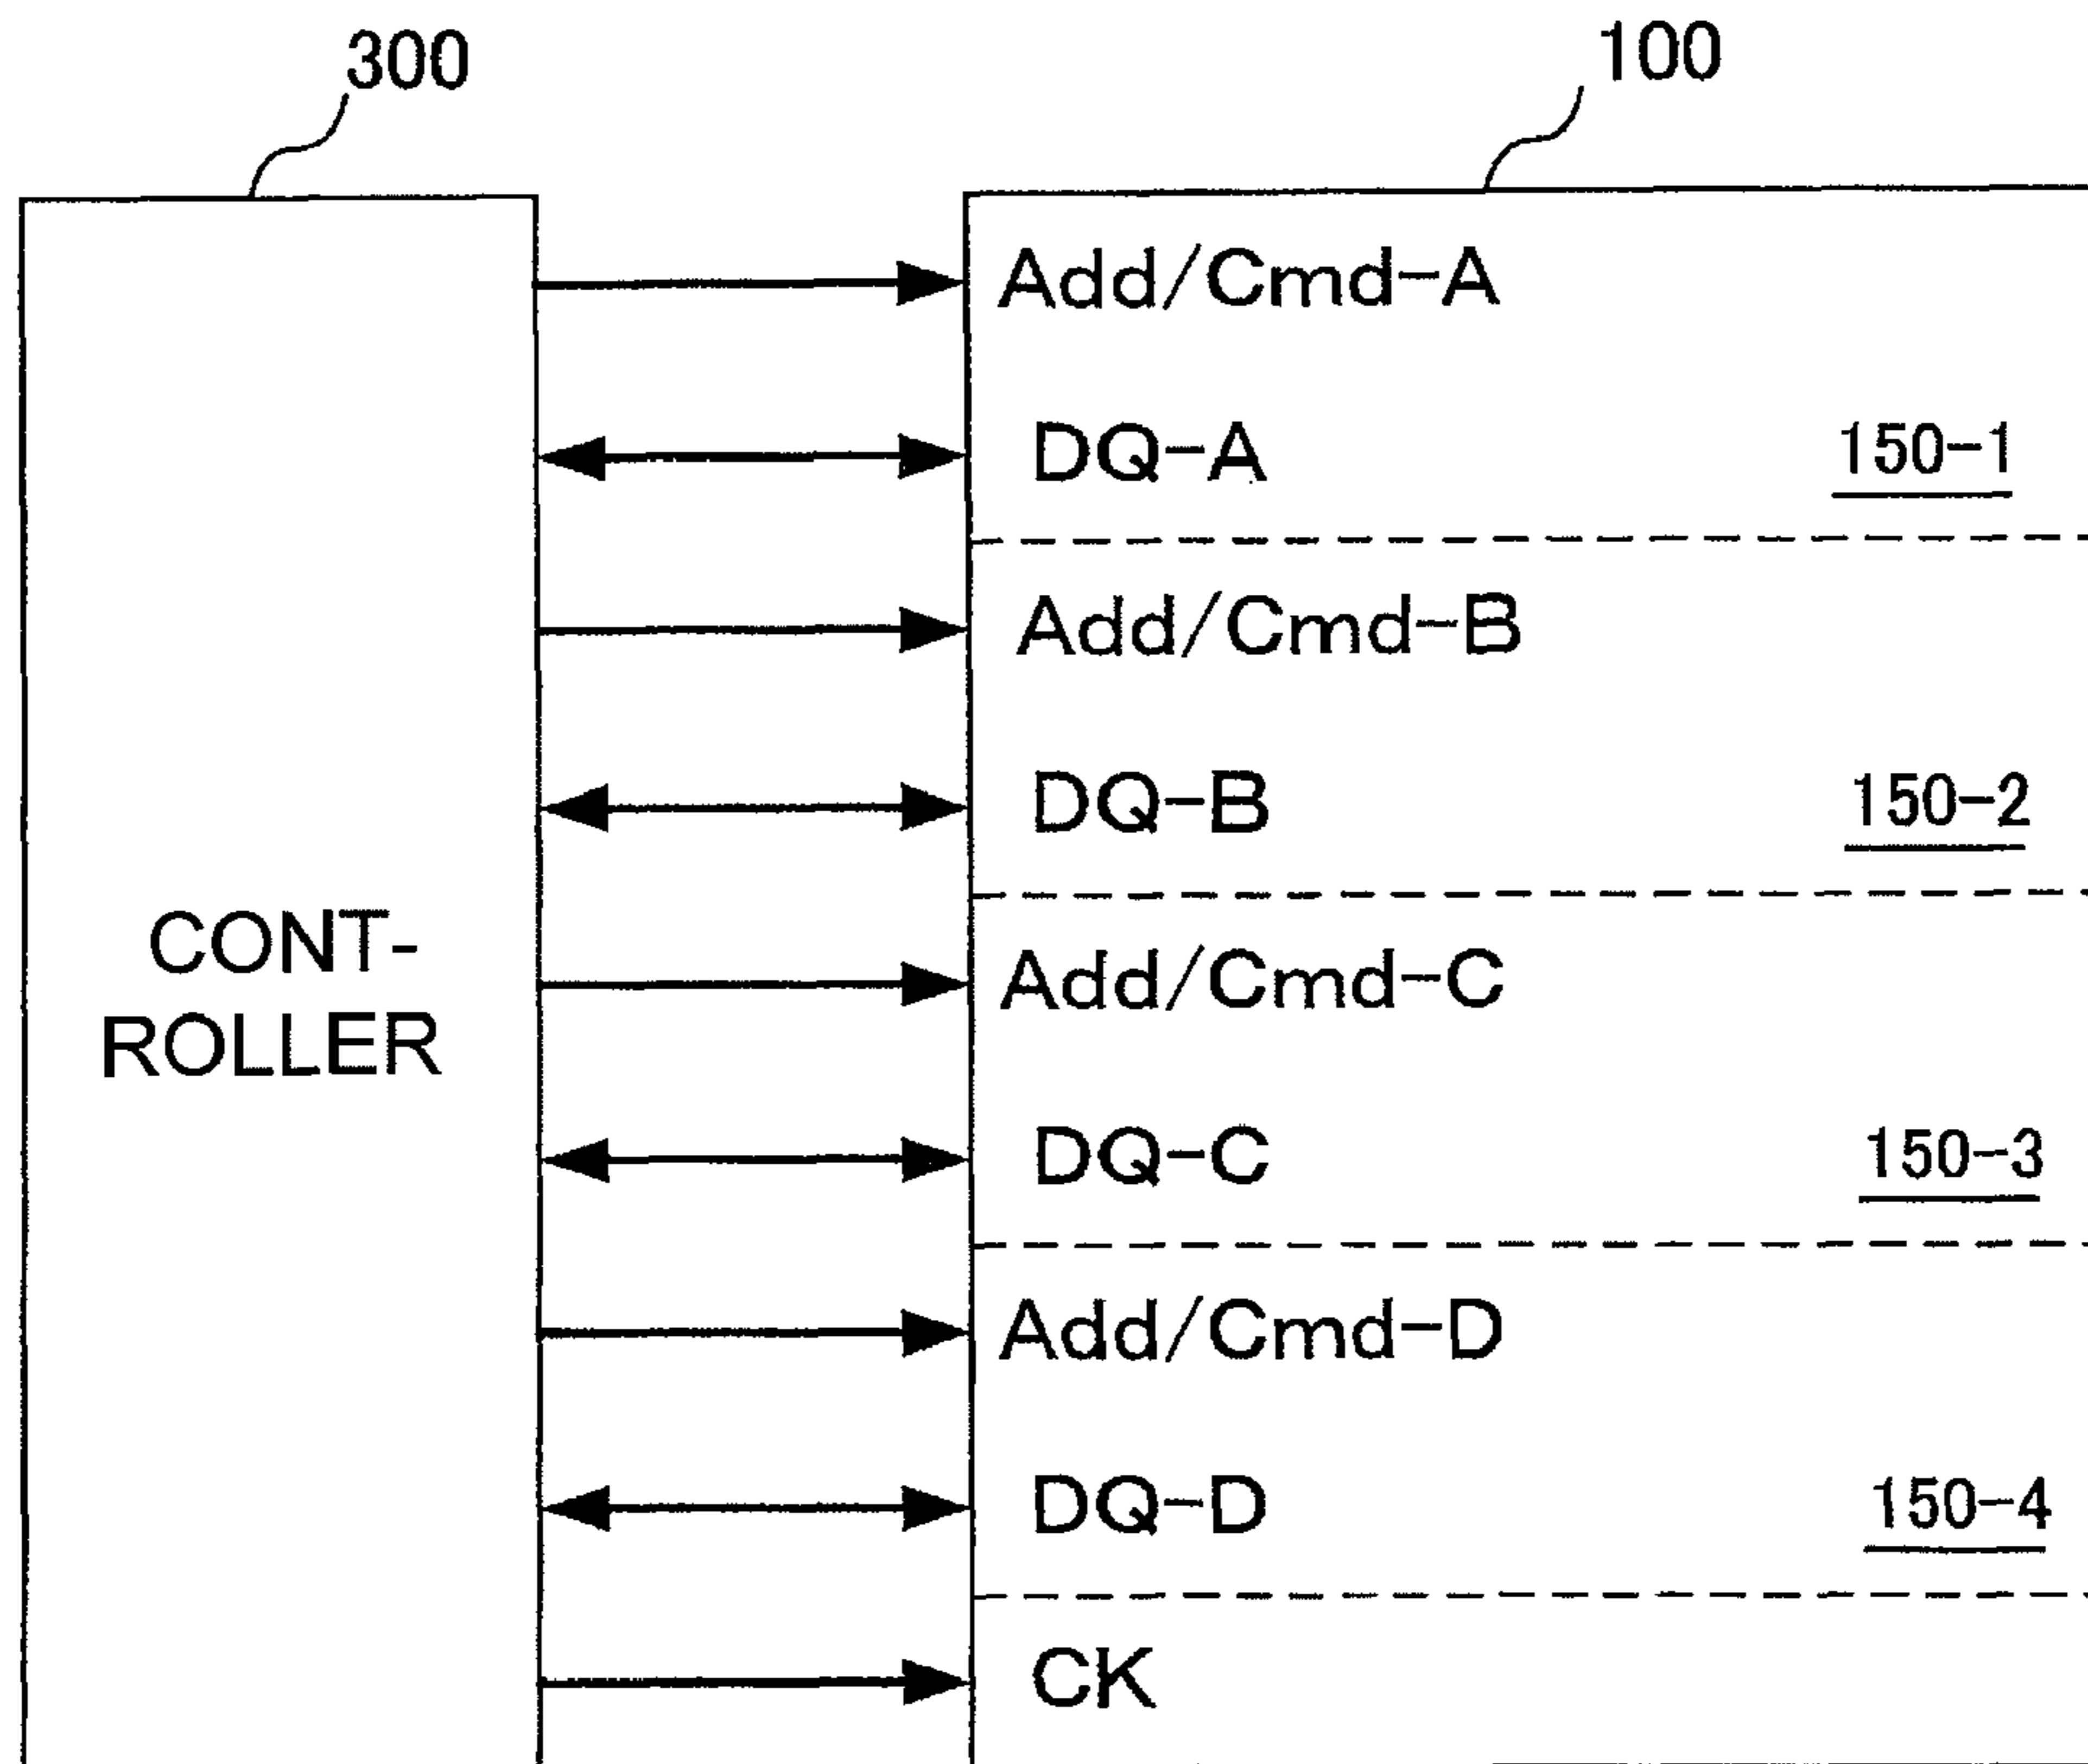 300
100
Add/Cmd-A
DQ-A
150-1
Add/Cmd-B
DQ-B
150-2
CONT-
ROLLER
Add/Cmd-C
DQ-C
150-3
Add/Cmd-D
DQ-D
150-4
CK